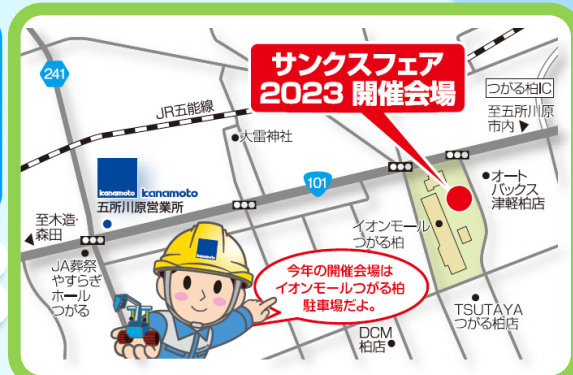 サンクスフェア
2023 開催会場
つがる柏IC
至五所川原
市内
241
JR五能線
大雷神社
オート
バックス
津軽柏店
kanamoto
kanamoto
五所川原営業所
101
至木造・
森田
イオンモール
つがる柏
JA葬祭
やすらぎ
ホール
つがる
kanamoto
今年の開催会場は
イオンモールつがる柏
駐車場だよ。
TSUTAYA
つがる柏店
DCM
柏店